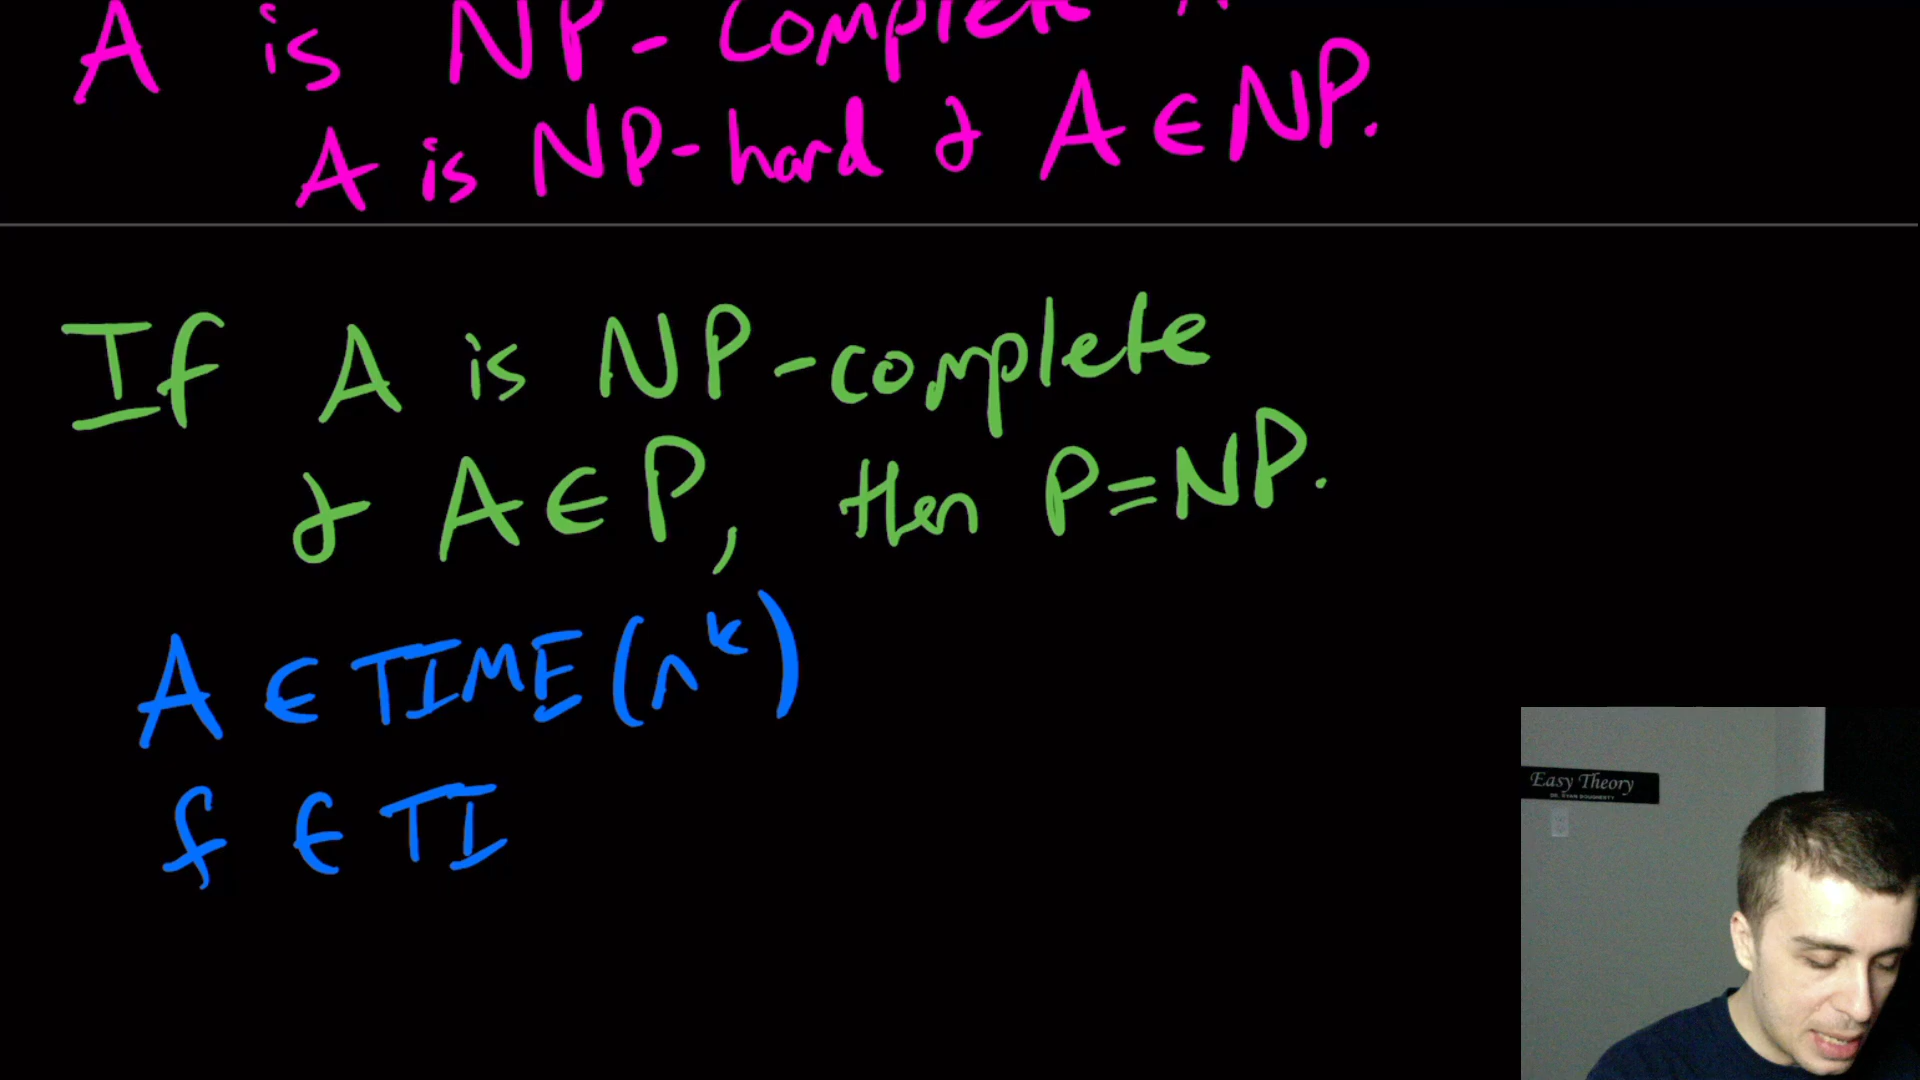 A is NP-Complete
A is NP-hard & A ∈ NP.
If A is NP-complete
& A ∈ P, then P = NP.
A ∈ TIME(n^k)
f ∈ TI
Easy Theory